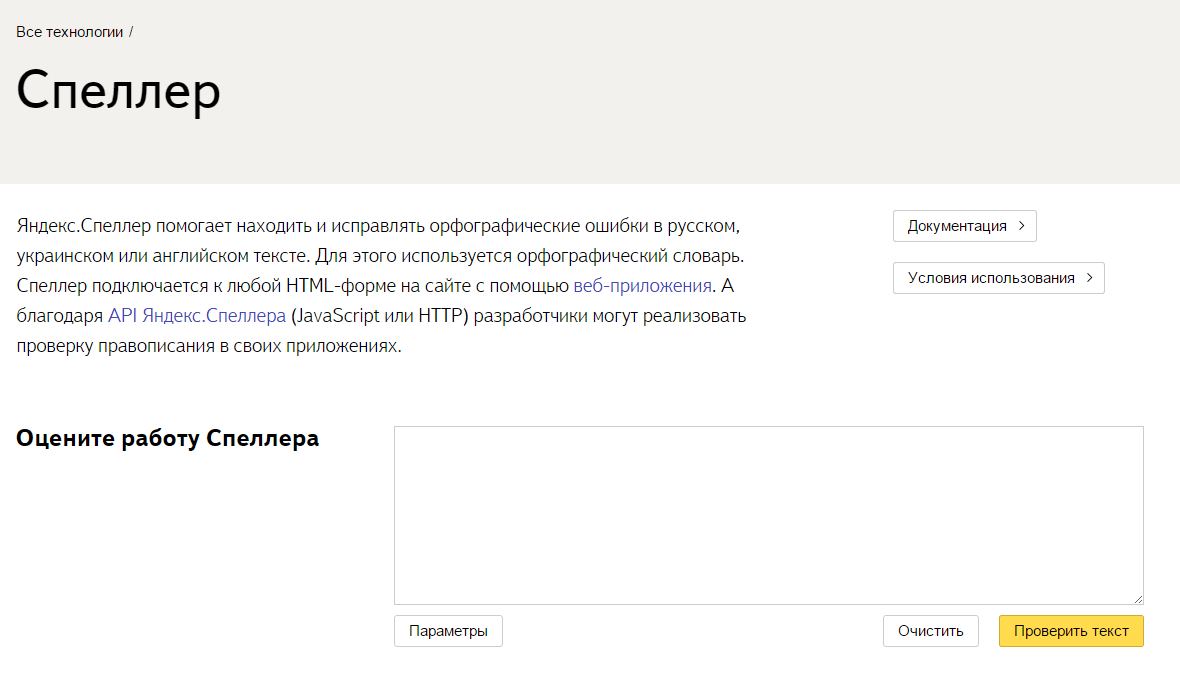 Все технологии /
Спеллер
Яндекс.Спеллер помогает находить и исправлять орфографические ошибки в русском,
украинском или английском тексте. Для этого используется орфографический словарь.
Спеллер подключается к любой HTML-форме на сайте с помощью веб-приложения. А
благодаря API Яндекс.Спеллера (JavaScript или HTTP) разработчики могут реализовать
проверку правописания в своих приложениях.
Документация
Условия использования
Оцените работу Спеллера
Параметры
Очистить
Проверить текст